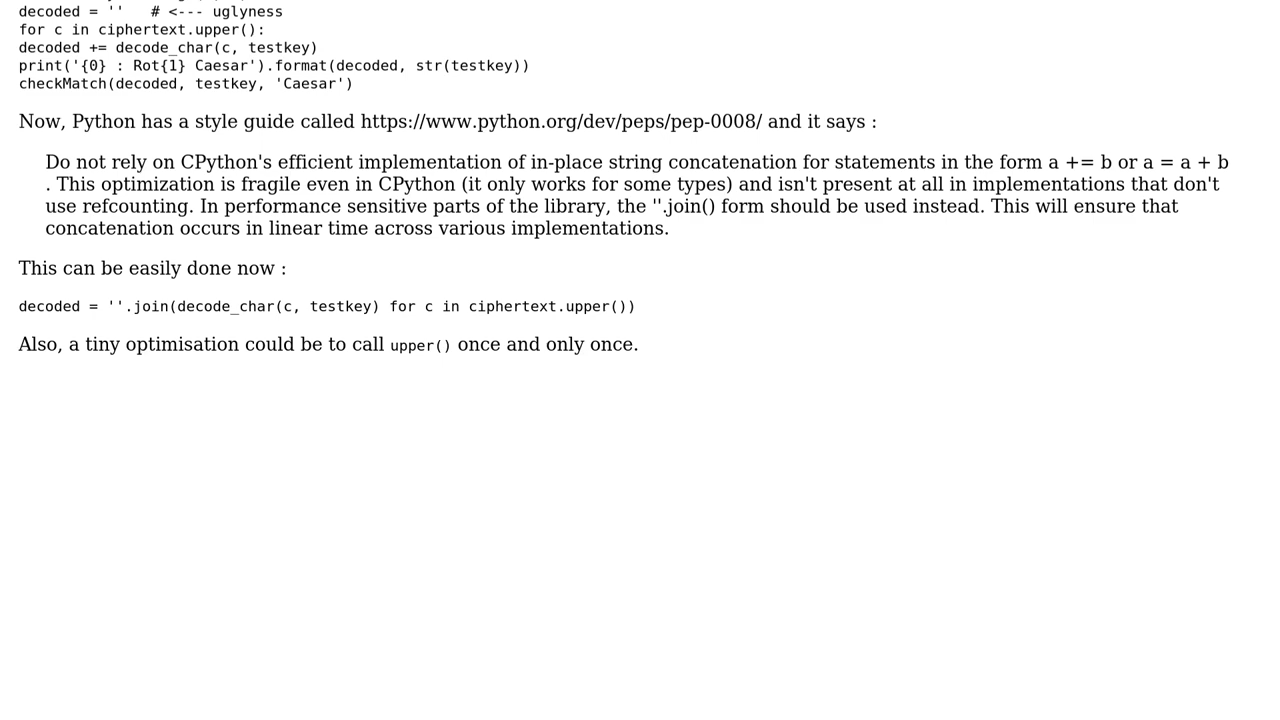 decoded = ''   # <--- uglyness
for c in ciphertext.upper():
decoded += decode_char(c, testkey)
print('{0} : Rot{1} Caesar').format(decoded, str(testkey))
checkMatch(decoded, testkey, 'Caesar')
Now, Python has a style guide called https://www.python.org/dev/peps/pep-0008/ and it says :
Do not rely on CPython's efficient implementation of in-place string concatenation for statements in the form a += b or a = a + b
. This optimization is fragile even in CPython (it only works for some types) and isn't present at all in implementations that don't
use refcounting. In performance sensitive parts of the library, the ''.join() form should be used instead. This will ensure that
concatenation occurs in linear time across various implementations.
This can be easily done now :
decoded = ''.join(decode_char(c, testkey) for c in ciphertext.upper())
Also, a tiny optimisation could be to call upper() once and only once.